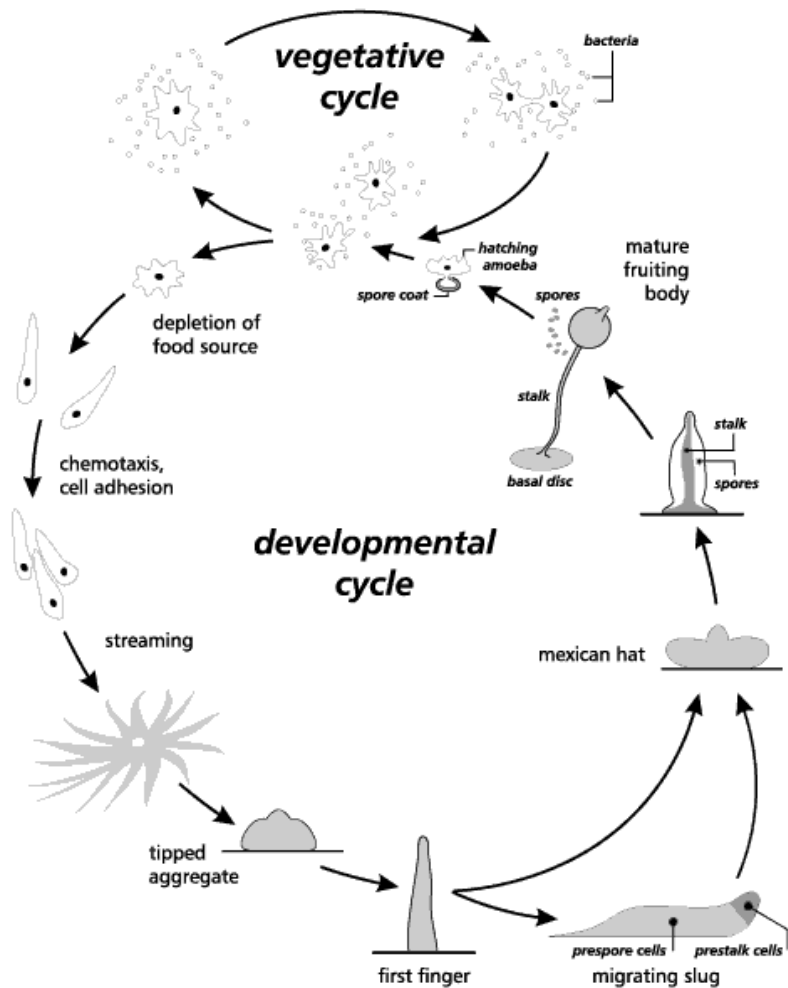 vegetative
cycle
bacteria
hatching
amoeba
spore coat
mature
fruiting
body
spores
depletion of
food source
stalk
basal disc
stalk
spores
chemotaxis,
cell adhesion
developmental
cycle
streaming
mexican hat
tipped
aggregate
first finger
prespore cells
prestalk cells
migrating slug